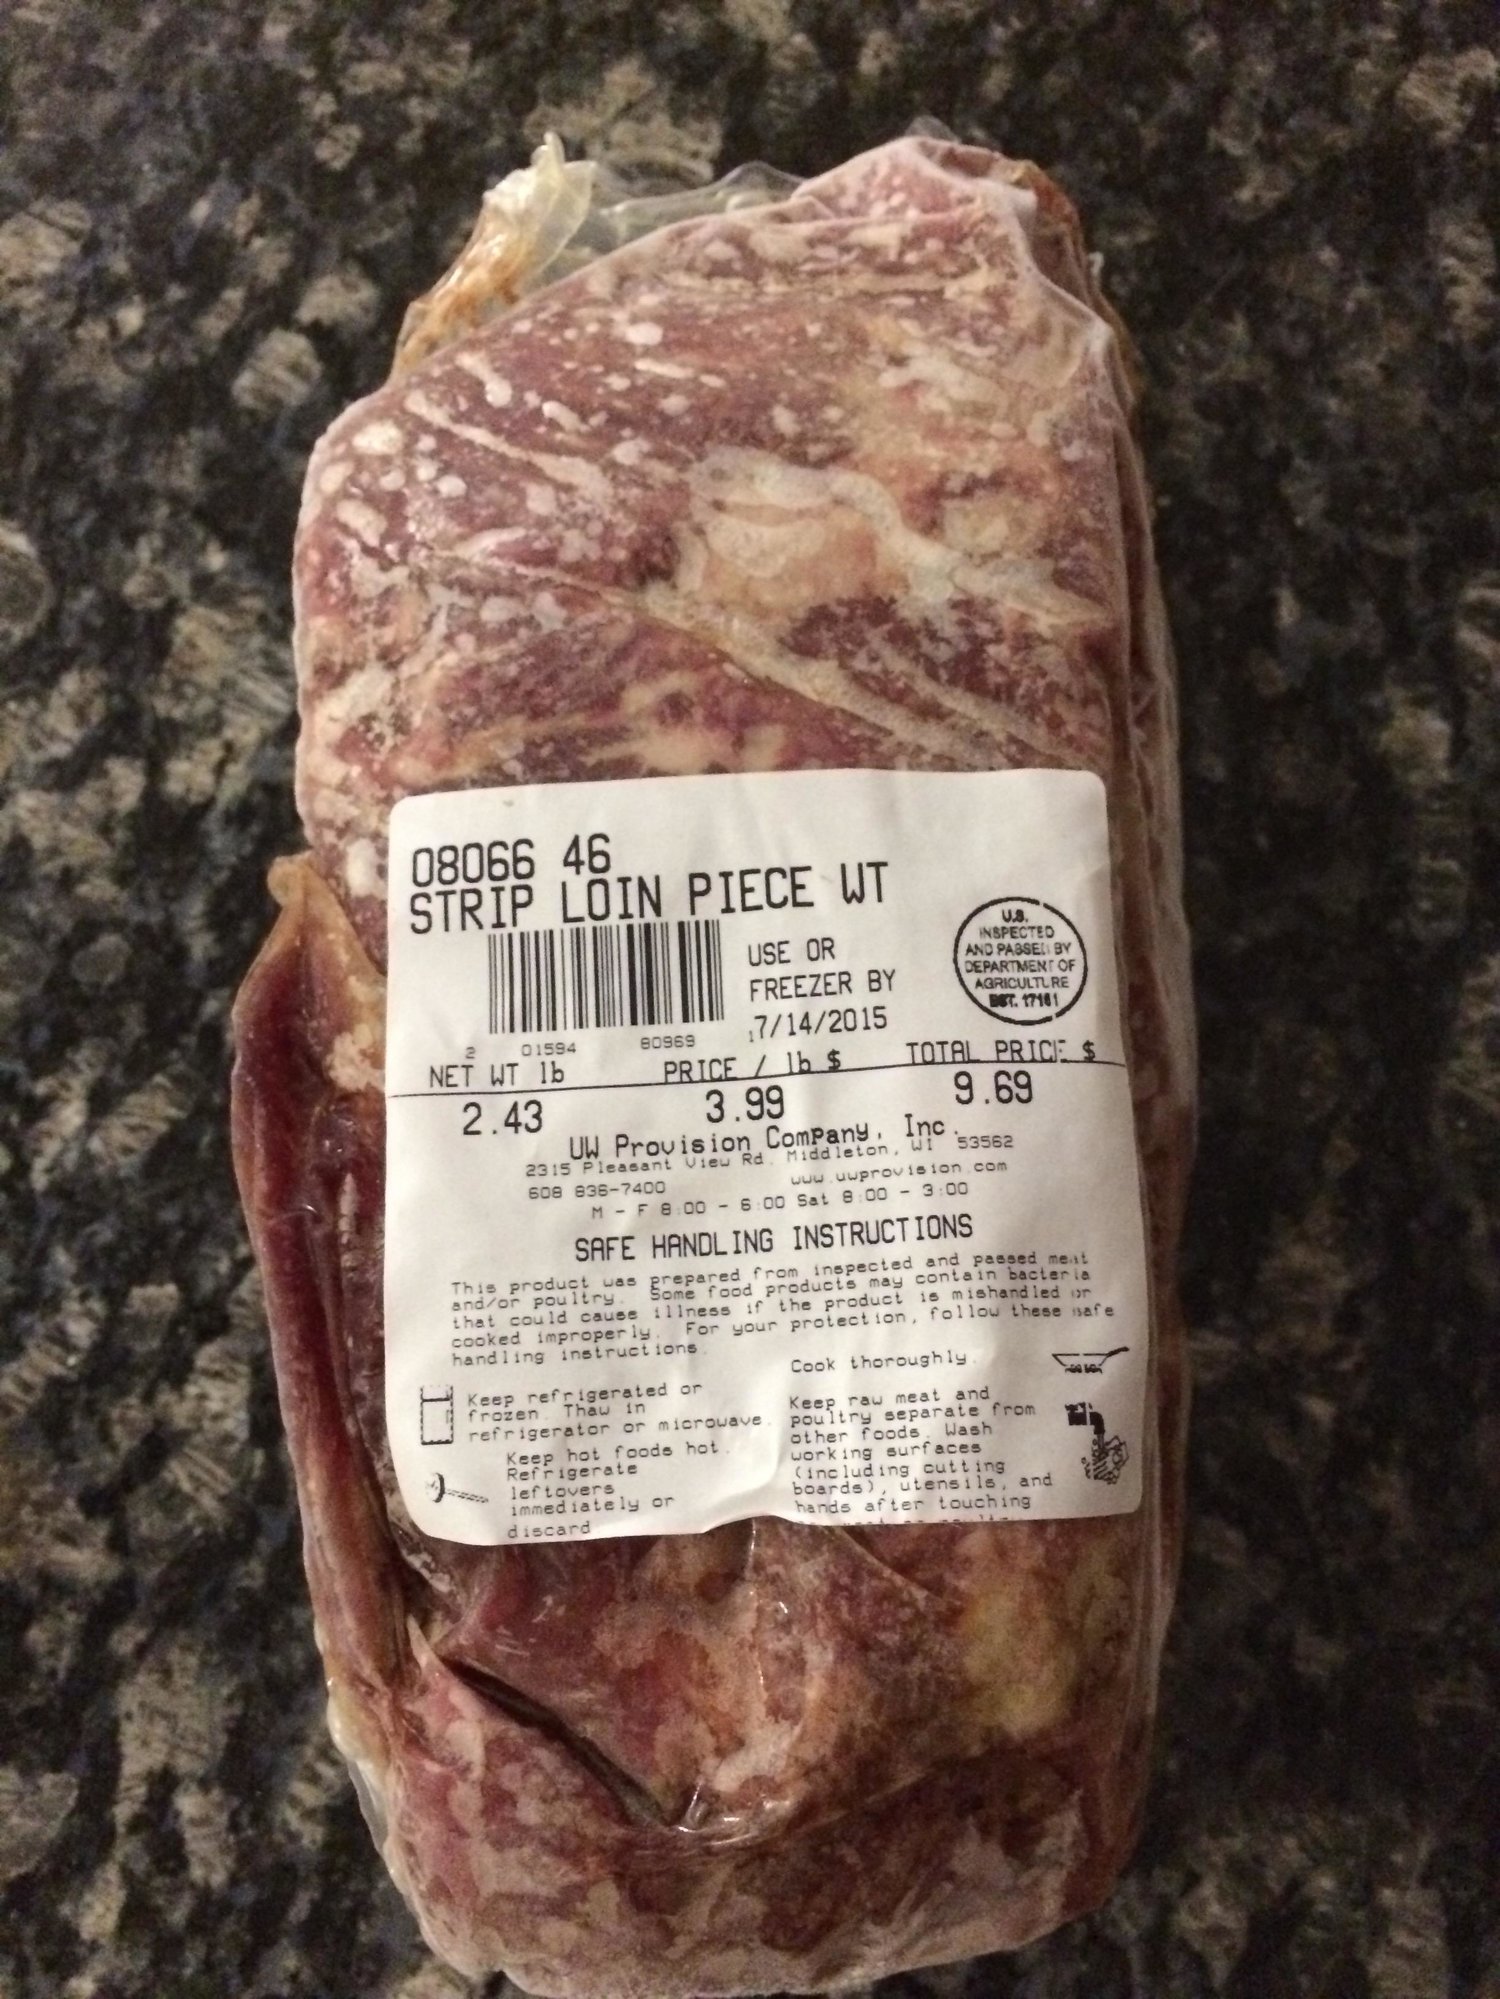 08066 46
STRIP LOIN PIECE WT
USE OR
FREEZER BY
7/14/2015
U.S.
INSPECTED
AND PASSED BY
DEPARTMENT OF
AGRICULTURE
EST. 17161
2 01594 80969
NET WT lb PRICE / lb $ TOTAL PRICE $
2.43 3.99 9.69
UW Provision Company, Inc.
2315 Pleasant View Rd. Middleton, WI 53562
608 836-7400 www.uwprovision.com
M - F 8:00 - 6:00 Sat 8:00 - 3:00
SAFE HANDLING INSTRUCTIONS
This product was prepared from inspected and passed meat
and/or poultry. Some food products may contain bacteria
that could cause illness if the product is mishandled or
cooked improperly. For your protection, follow these safe
handling instructions.
Keep refrigerated or
frozen. Thaw in
refrigerator or microwave.
Keep hot foods hot.
Refrigerate
leftovers
immediately or
discard
Cook thoroughly.
Keep raw meat and
poultry separate from
other foods. Wash
working surfaces
(including cutting
boards), utensils, and
hands after touching